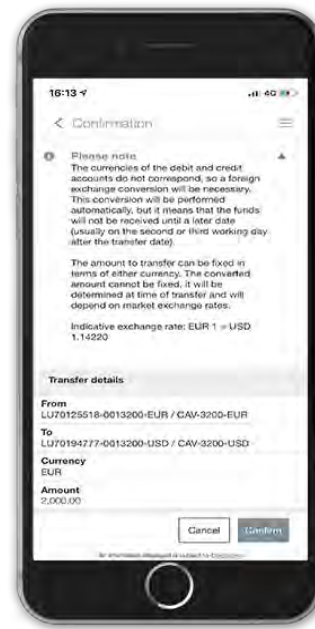 16:13
4G
Confirmation
Please note
The currencies of the debit and credit
accounts do not correspond, so a foreign
exchange conversion will be necessary.
This conversion will be performed
automatically, but it means that the funds
will not be received until a later date
(usually on the second or third working day
after the transfer date).
The amount to transfer can be fixed in
terms of either currency. The converted
amount cannot be fixed, it will be
determined at time of transfer and will
depend on market exchange rates.
Indicative exchange rate: EUR 1 = USD
1.14220
Transfer details
From
LU70125518-0013200-EUR / CAV-3200-EUR
To
LU70194777-0013200-USD / CAV-3200-USD
Currency
EUR
Amount
2,000.00
Cancel Confirm
information displayed is subject to